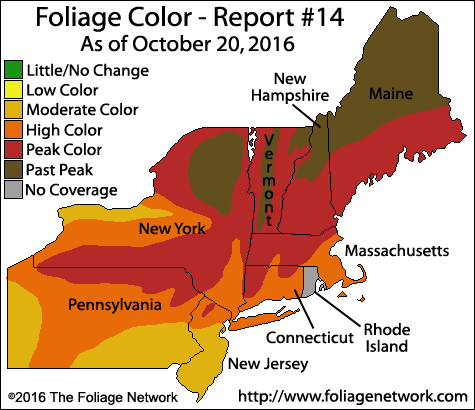 Foliage Color - Report #14
As of October 20, 2016
Little/No Change
Low Color
Moderate Color
High Color
Peak Color
Past Peak
No Coverage
New
Hampshire
Maine
Vermont
New York
Massachusetts
Pennsylvania
Connecticut
Rhode
Island
New Jersey
©2016 The Foliage Network
http://www.foliagenetwork.com